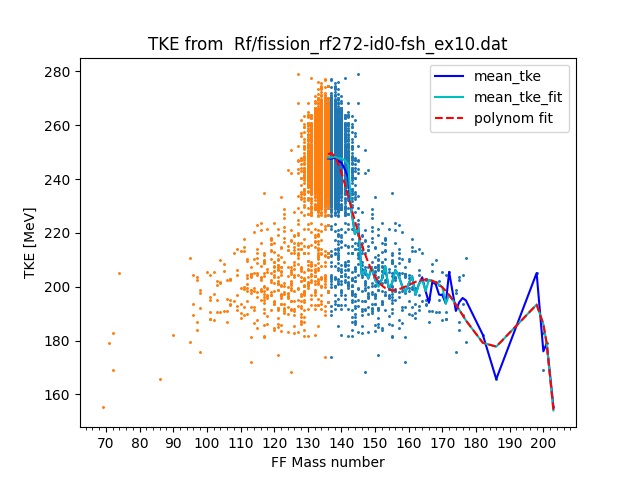 TKE from  Rf/fission_rf272-id0-fsh_ex10.dat
280
260
240
220
200
180
160
TKE [MeV]
mean_tke
mean_tke_fit
polynom fit
70 80 90 100 110 120 130 140 150 160 170 180 190 200
FF Mass number